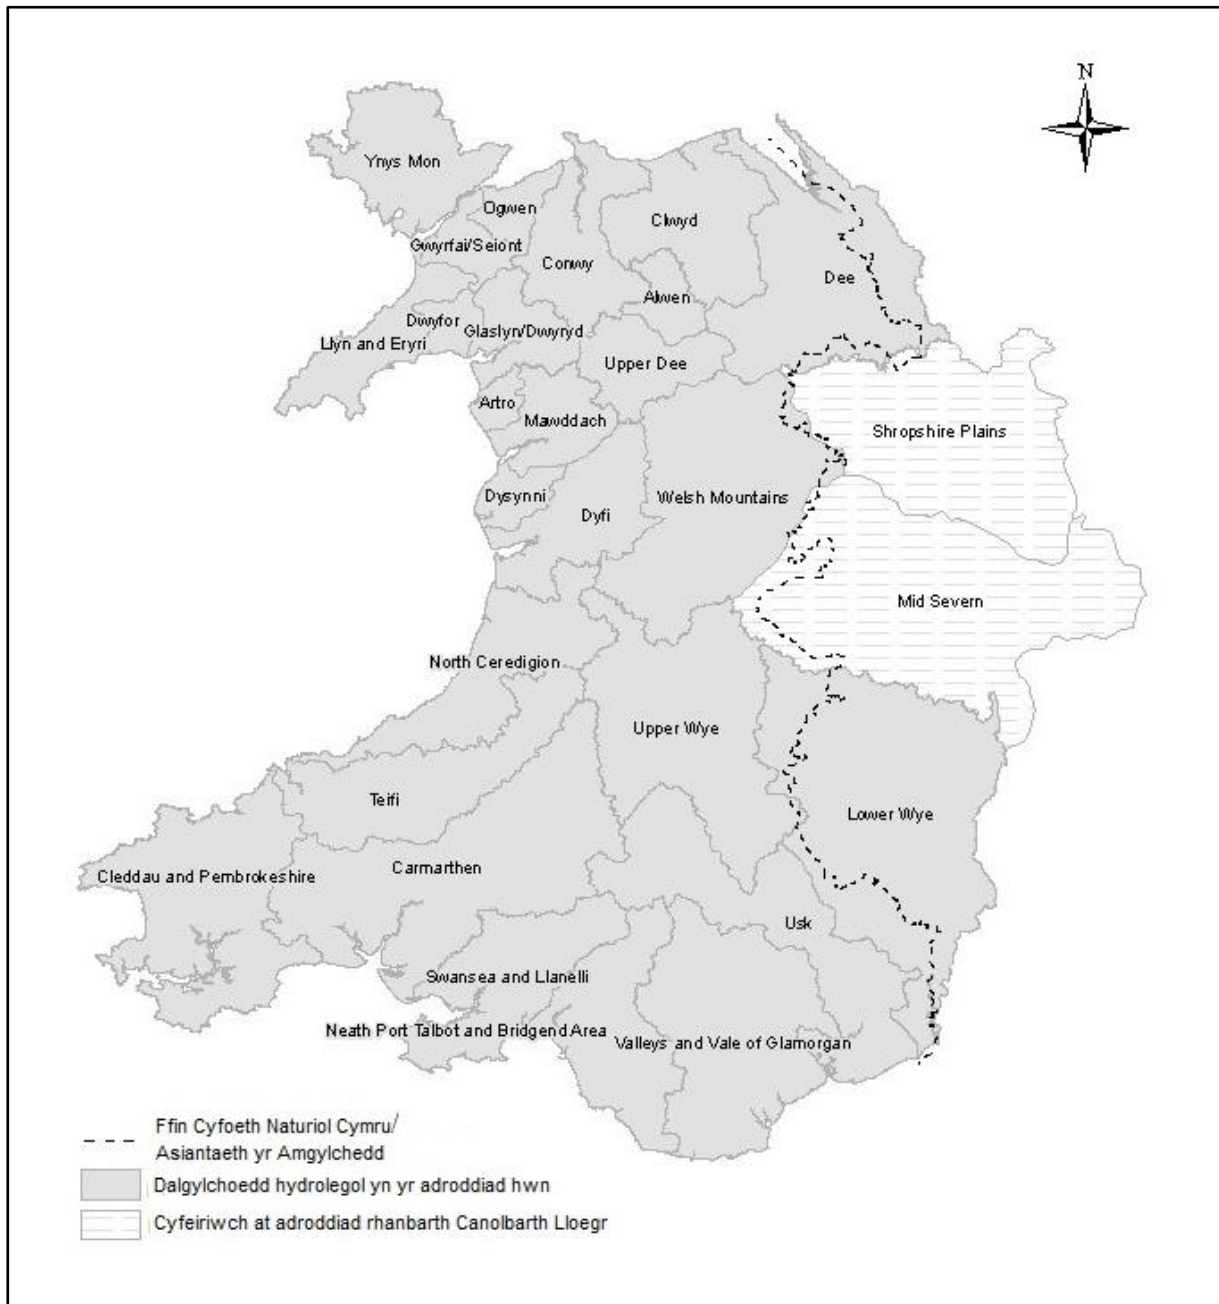 N
Ynys Mon
Ogwen
Clwyd
Gwyrfai/Seiont
Conwy
Dee
Alwen
Dwyfor
Glaslyn/Dwyryd
Llyn and Eryri
Upper Dee
Artro
Mawddach
Shropshire Plains
Dysynni
Welsh Mountains
Dyfi
Mid Severn
North Ceredigion
Upper Wye
Teifi
Lower Wye
Carmarthen
Cleddau and Pembrokeshire
Usk
Swansea and Llanelli
Neath Port Talbot and Bridgend Area
Valleys and Vale of Glamorgan
Ffin Cyfoeth Naturiol Cymru/
Asiantaeth yr Amgylchedd
Dalgylchoedd hydrolegol yn yr adroddiad hwn
Cyfeiriwch at adroddiad rhanbarth Canolbarth Lloegr